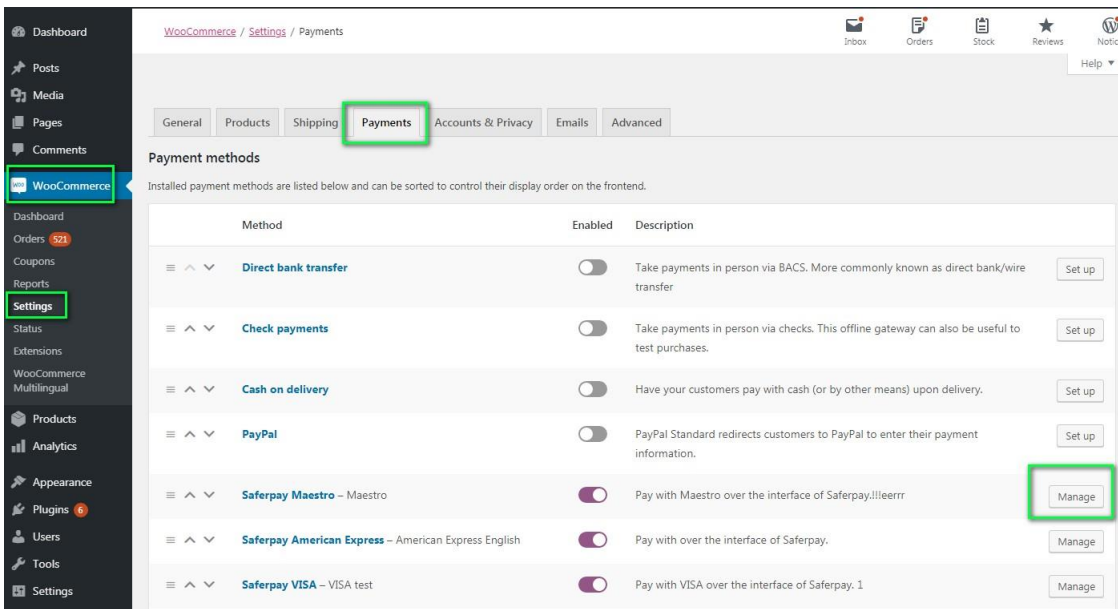 Dashboard
Posts
Media
Pages
Comments
woo WooCommerce
Dashboard
Orders 521
Coupons
Reports
Settings
Status
Extensions
WooCommerce
Multilingual
Products
Analytics
Appearance
Plugins 6
Users
Tools
Settings
WooCommerce / Settings / Payments
Inbox
Orders
Stock
Reviews
Help
General Products Shipping Payments Accounts & Privacy Emails Advanced
Payment methods
Installed payment methods are listed below and can be sorted to control their display order on the frontend.
Method Enabled Description
Direct bank transfer Take payments in person via BACS. More commonly known as direct bank/wire
transfer
Set up
Check payments Take payments in person via checks. This offline gateway can also be useful to
test purchases.
Set up
Cash on delivery Have your customers pay with cash (or by other means) upon delivery. Set up
PayPal PayPal Standard redirects customers to PayPal to enter their payment
information.
Set up
Saferpay Maestro – Maestro Pay with Maestro over the interface of Saferpay.!!!eerrr Manage
Saferpay American Express – American Express English Pay with over the interface of Saferpay. Manage
Saferpay VISA – VISA test Pay with VISA over the interface of Saferpay. 1 Manage